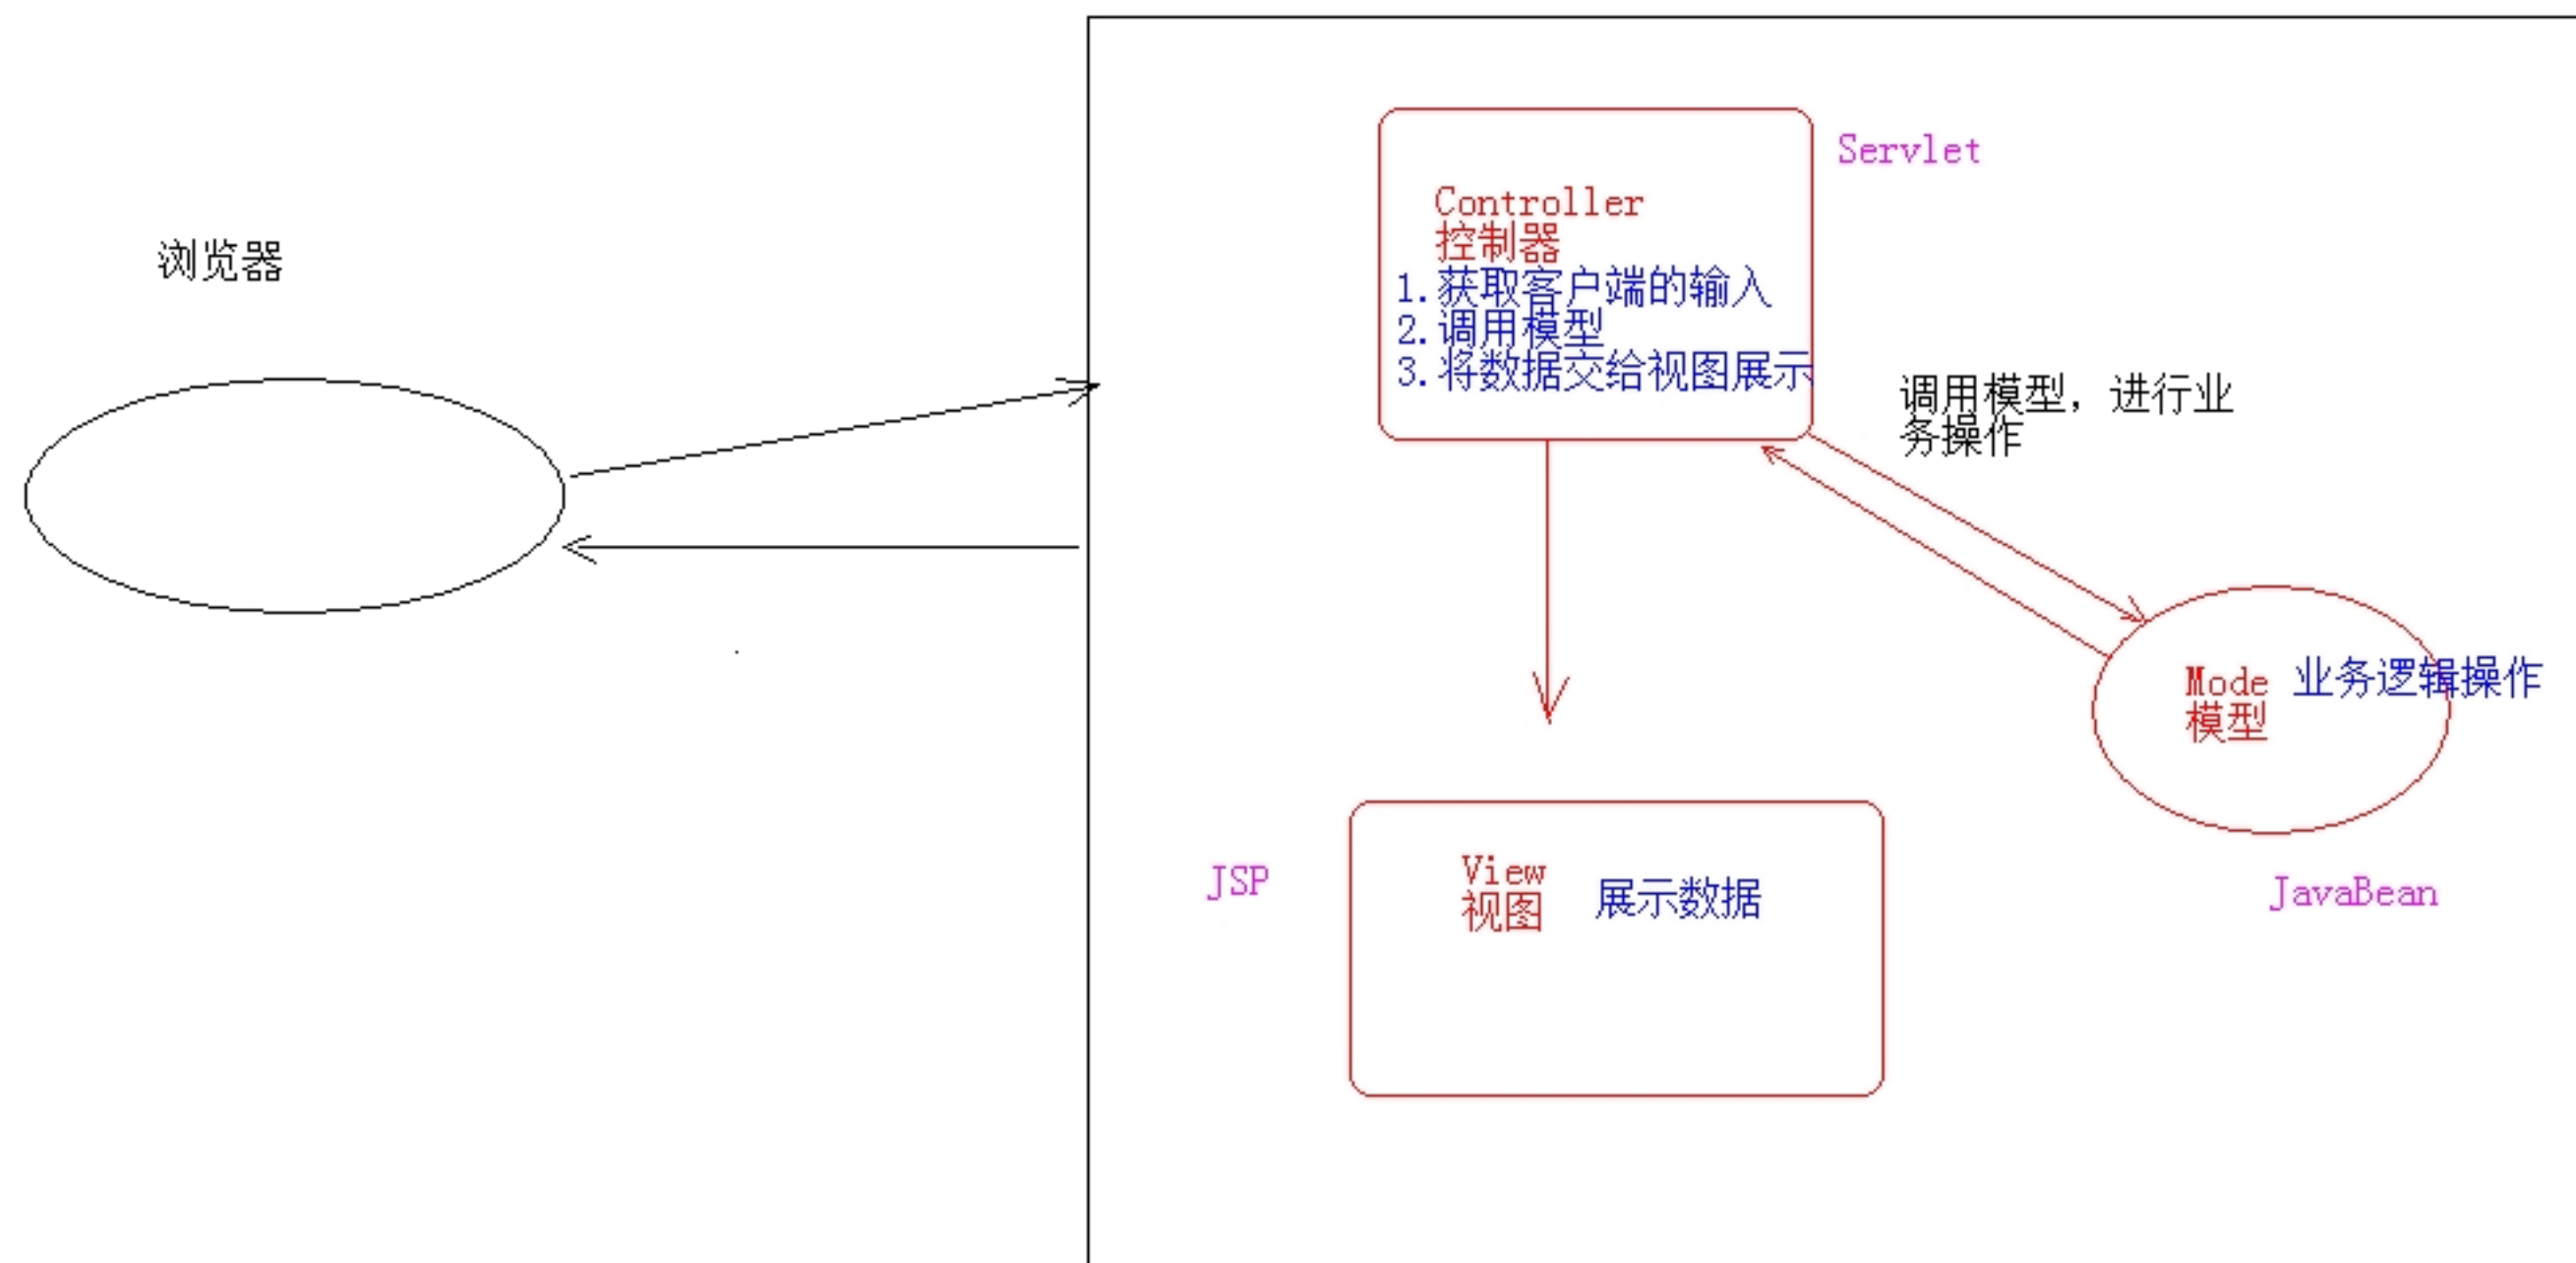 Servlet
Controller
控制器
1.获取客户端的输入
2.调用模型
3.将数据交给视图展示
浏览器
调用模型，进行业
务操作
Mode 业务逻辑操作
模型
JSP
View
视图
展示数据
JavaBean